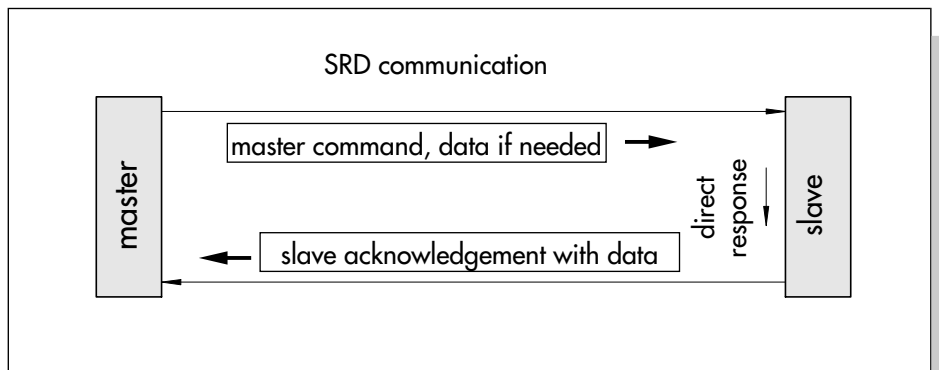 SRD communication
master
master command, data if needed
direct
response
slave
slave acknowledgement with data